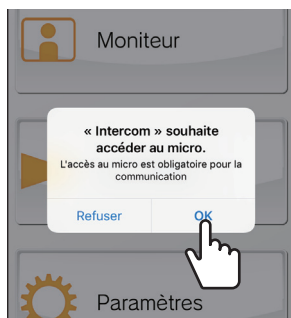 Moniteur
« Intercom » souhaite
accéder au micro.
L'accès au micro est obligatoire pour la
communication
Refuser
OK
Paramètres